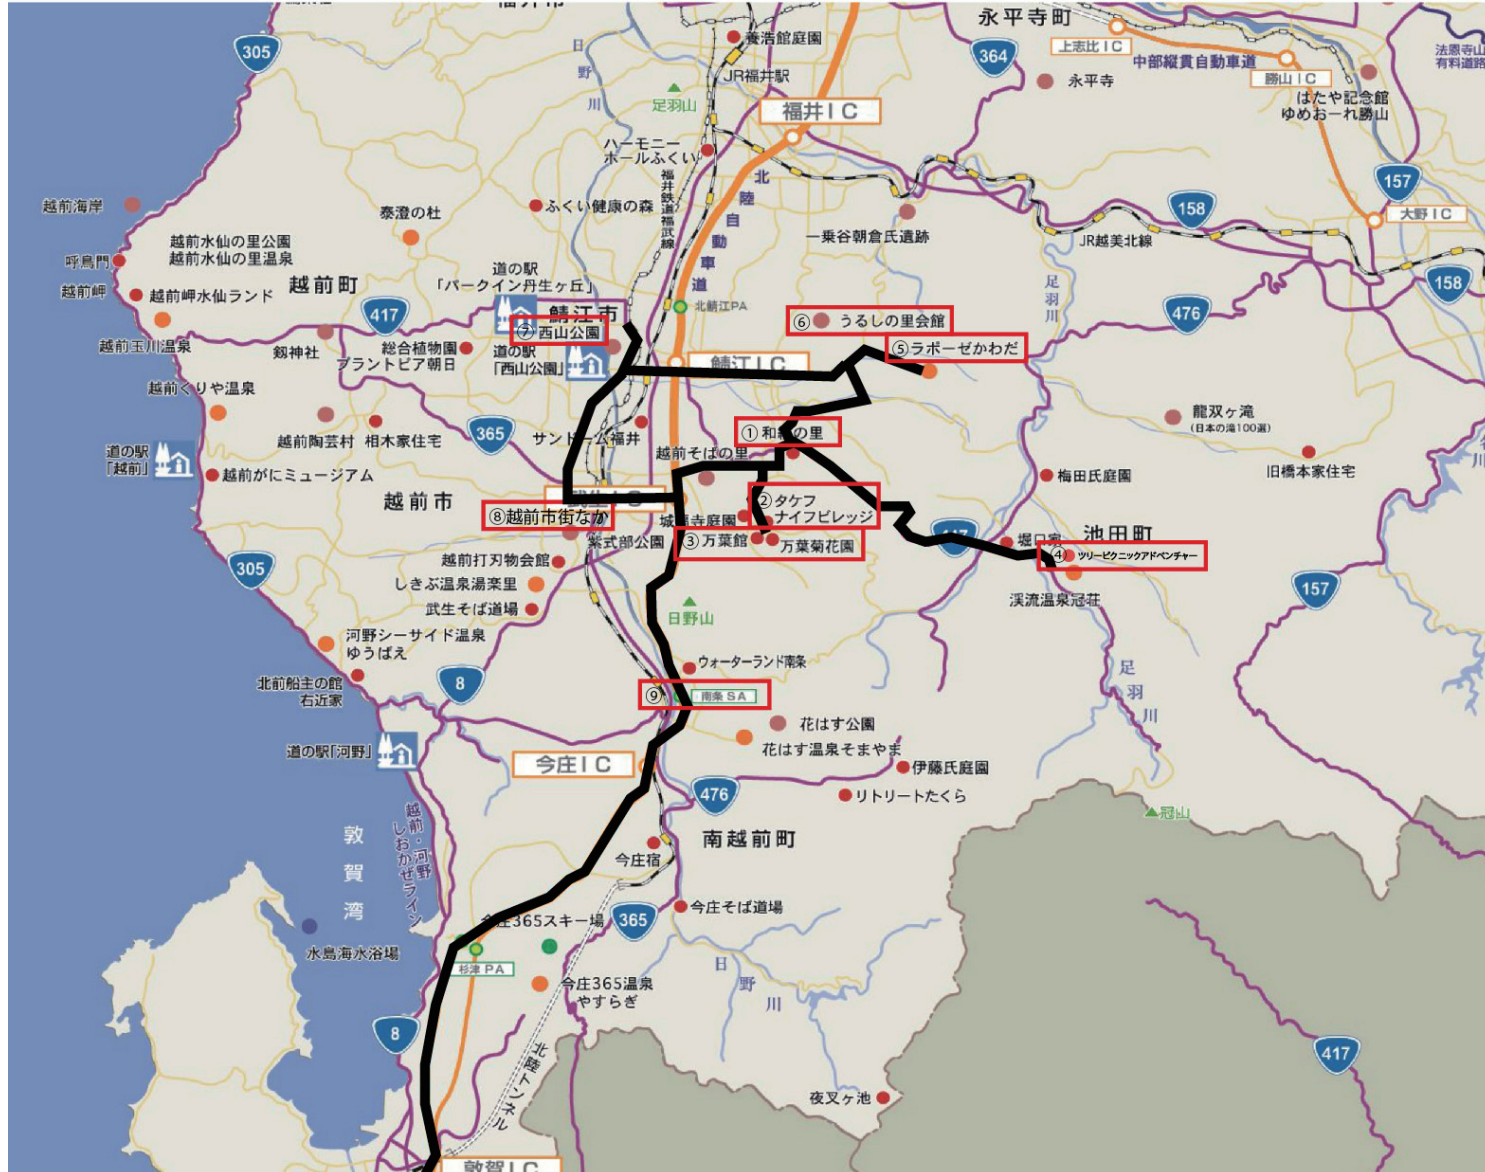 福井市
永平寺町
305
日野川
養浩館庭園
364
上志比IC
中部縦貫自動車道
法恩寺山
有料道路
JR福井駅
永平寺
勝山IC
足羽山
はたや記念館
ゆめおーれ勝山
福井IC
ハーモニー
ホールふくい
福井鉄道福武線
北陸自動車道
157
越前海岸
泰澄の杜
ふくい健康の森
158
大野IC
一乗谷朝倉氏遺跡
JR越美北線
越前水仙の里公園
越前水仙の里温泉
呼鳥門
越前岬
越前岬水仙ランド
越前町
道の駅
「パークイン丹生ヶ丘」
足羽川
158
417
鯖江市
北鯖江PA
476
⑦西山公園
⑥ うるしの里会館
⑤ラポーゼかわだ
越前玉川温泉
剱神社
総合植物園
プラントピア朝日
道の駅
「西山公園」
鯖江IC
越前くりや温泉
越前陶芸村
相木家住宅
365
サンドーム福井
①和紙の里
龍双ヶ滝
(日本の滝100選)
道の駅
「越前」
越前がにミュージアム
越前そばの里
梅田氏庭園
旧橋本家住宅
越前市
武生IC
②タケフ
ナイフビレッジ
⑧越前市街なか
城福寺庭園
417
池田町
堀口家
紫式部公園
③万葉館
万葉菊花園
④ ツリーピクニックアドベンチャー
305
越前打刃物会館
しきぶ温泉湯楽里
武生そば道場
日野山
渓流温泉冠荘
157
河野シーサイド温泉
ゆうばえ
北前船主の館
右近家
8
ウォーターランド南条
⑨ 南条SA
足羽川
花はす公園
道の駅「河野」
今庄IC
花はす温泉そまやま
伊藤氏庭園
476
リトリートたくら
冠山
越前・河野
しおかぜライン
敦賀湾
南越前町
今庄宿
今庄365スキー場
365
今庄そば道場
水島海水浴場
杉津PA
今庄365温泉
やすらぎ
日野川
8
北陸トンネル
417
夜叉ヶ池
敦賀IC